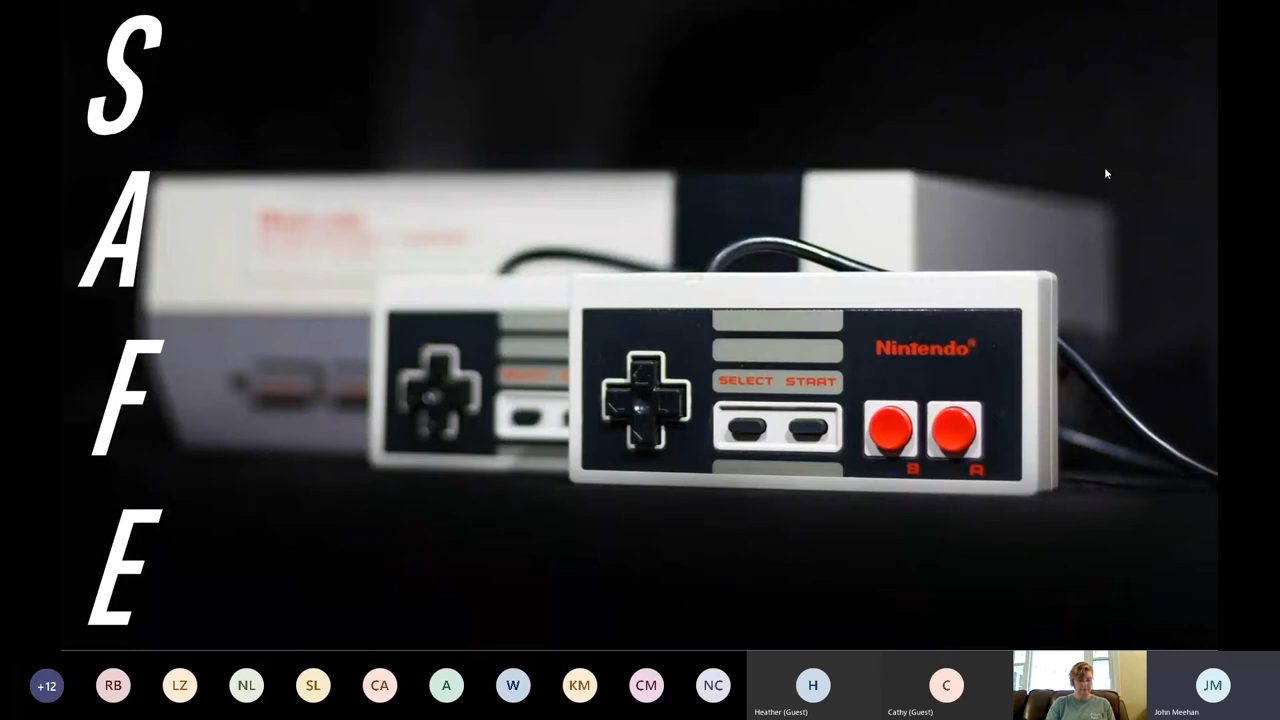 S
A
F
E
Nintendo®
SELECT START
B A
+12
RB
LZ
NL
SL
CA
A
W
KM
CM
NC
H
Heather (Guest)
C
Cathy (Guest)
JM
John Meehan